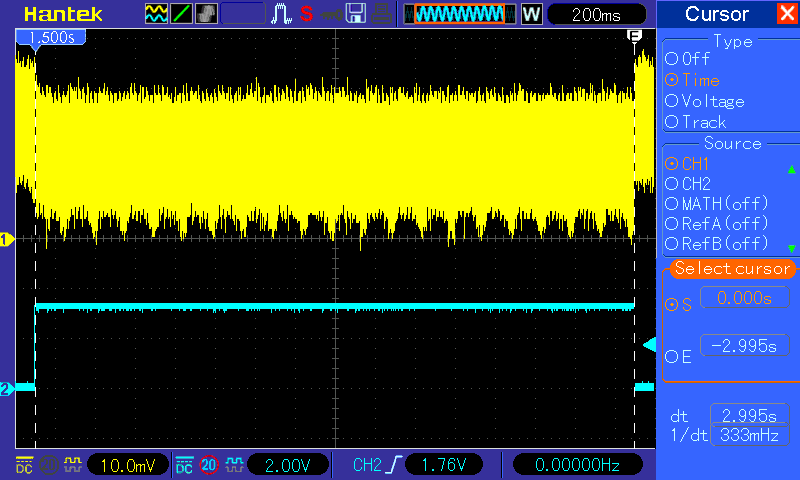 Hantek S W 200ms Cursor
1.500s
E
Type
Off
Time
Voltage
Track
Source
CH1
CH2
MATH(off)
RefA(off)
RefB(off)
Select cursor
S 0.000s
E -2.995s
dt 2.995s
1/dt 333mHz
1
2
DC 20 10.0mV DC 20 2.00V CH2 1.76V 0.00000Hz